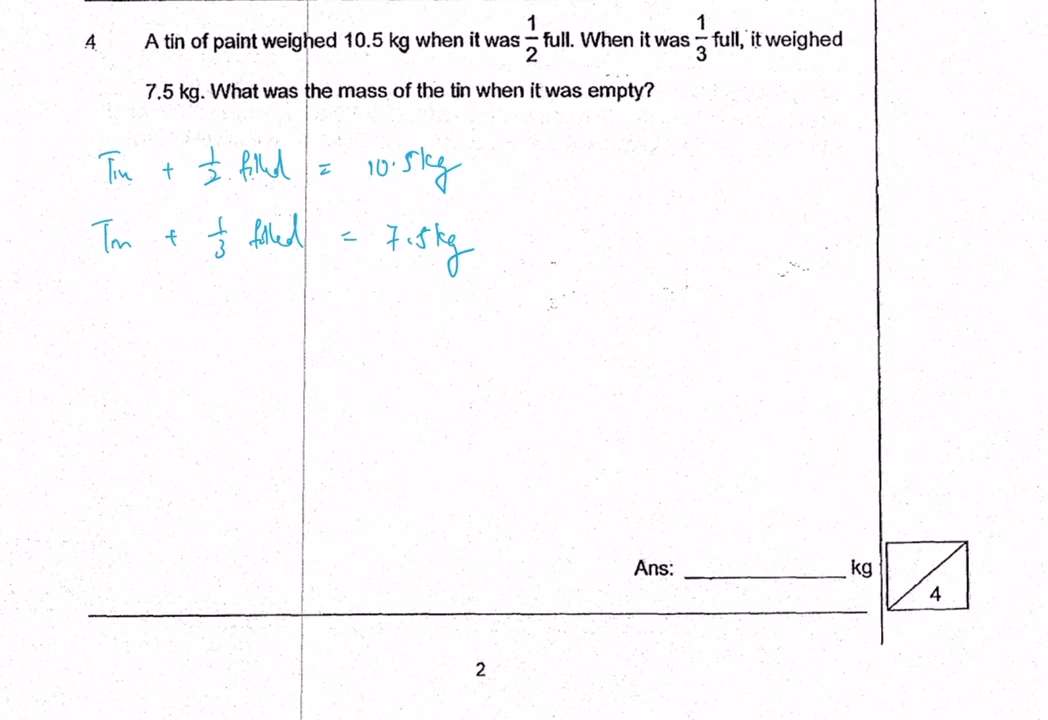 4 A tin of paint weighed 10.5 kg when it was 1/2 full. When it was 1/3 full, it weighed
7.5 kg. What was the mass of the tin when it was empty?
Tin + 1/2 filled = 10.5kg
Tin + 1/3 filled = 7.5kg
Ans: ____________ kg
4
2